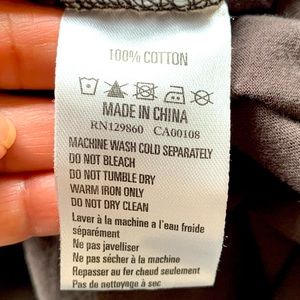 100% COTTON
MADE IN CHINA
RN129860 CA00108
MACHINE WASH COLD SEPARATELY
DO NOT BLEACH
DO NOT TUMBLE DRY
WARM IRON ONLY
DO NOT DRY CLEAN
Laver à la machine a l'eau froide
séparément
Ne pas javelliser
Ne pas sécher à la machine
Repasser au fer chaud seulement
Pas de nettoyage à sec